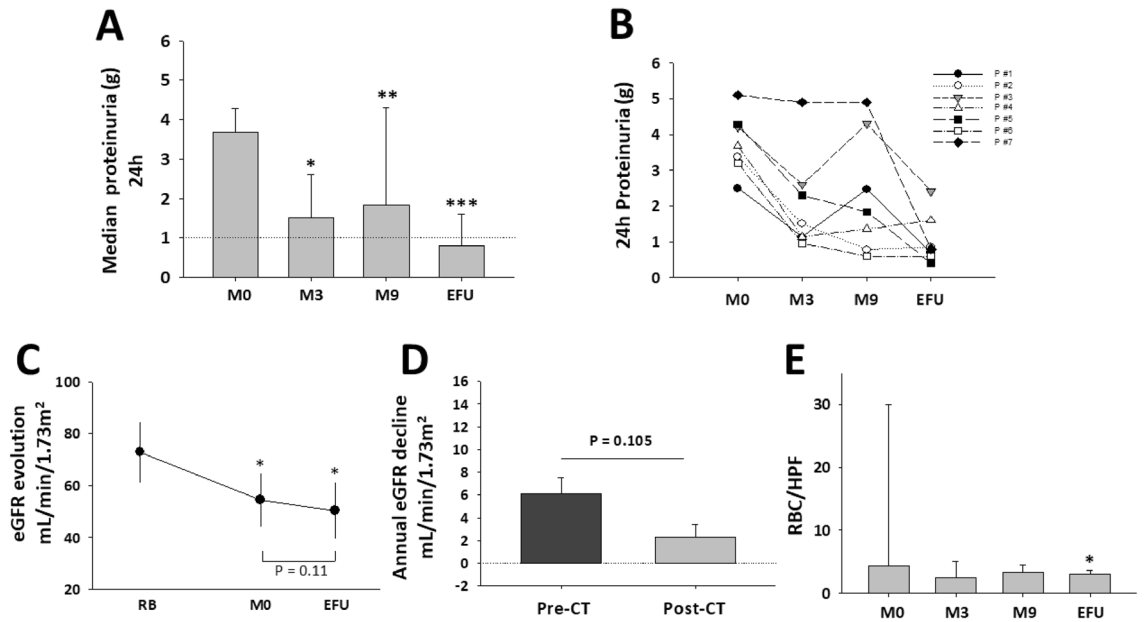 A
Median proteinuria (g)
24h
6
5
4
3
2
1
0
*
**
***
M0
M3
M9
EFU
B
24h Proteinuria (g)
6
5
4
3
2
1
0
M0
M3
M9
EFU
P #1
P #2
P #3
P #4
P #5
P #6
P #7
C
eGFR evolution
mL/min/1.73m²
100
80
60
40
20
*
*
P = 0.11
RB
M0
EFU
D
Annual eGFR decline
mL/min/1.73m²
16
14
12
10
8
6
4
2
0
-2
P = 0.105
Pre-CT
Post-CT
E
RBC/HPF
30
20
10
0
*
M0
M3
M9
EFU